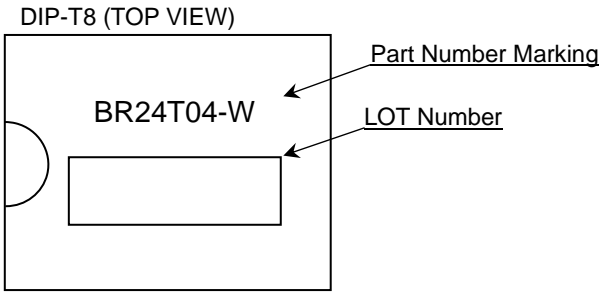 DIP-T8 (TOP VIEW)
Part Number Marking
BR24T04-W
LOT Number